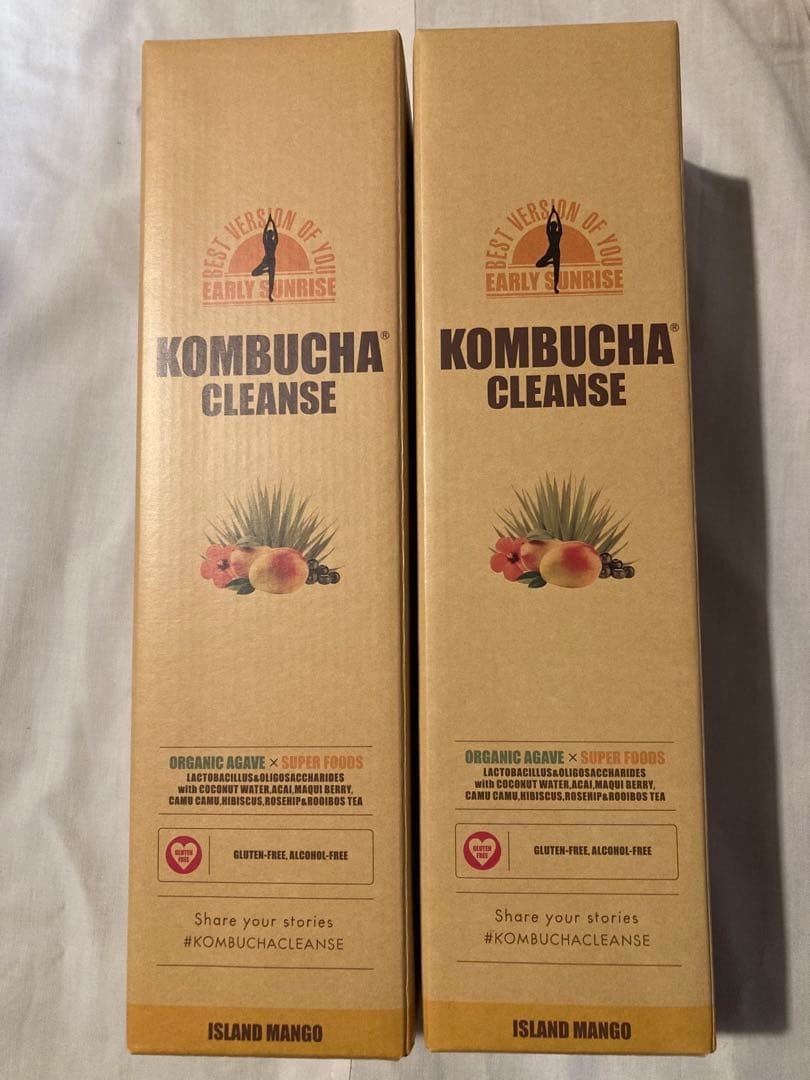 BEST VERSION OF YOU
EARLY SUNRISE
KOMBUCHA®
CLEANSE
ORGANIC AGAVE × SUPER FOODS
LACTOBACILLUS&OLIGOSACCHARIDES
with COCONUT WATER,ACAI,MAQUI BERRY,
CAMU CAMU,HIBISCUS,ROSEHIP&ROOIBOS TEA
GLUTEN
FREE
GLUTEN-FREE, ALCOHOL-FREE
Share your stories
#KOMBUCHACLEANSE
ISLAND MANGO
BEST VERSION OF YOU
EARLY SUNRISE
KOMBUCHA®
CLEANSE
ORGANIC AGAVE × SUPER FOODS
LACTOBACILLUS&OLIGOSACCHARIDES
with COCONUT WATER,ACAI,MAQUI BERRY,
CAMU CAMU,HIBISCUS,ROSEHIP&ROOIBOS TEA
GLUTEN
FREE
GLUTEN-FREE, ALCOHOL-FREE
Share your stories
#KOMBUCHACLEANSE
ISLAND MANGO